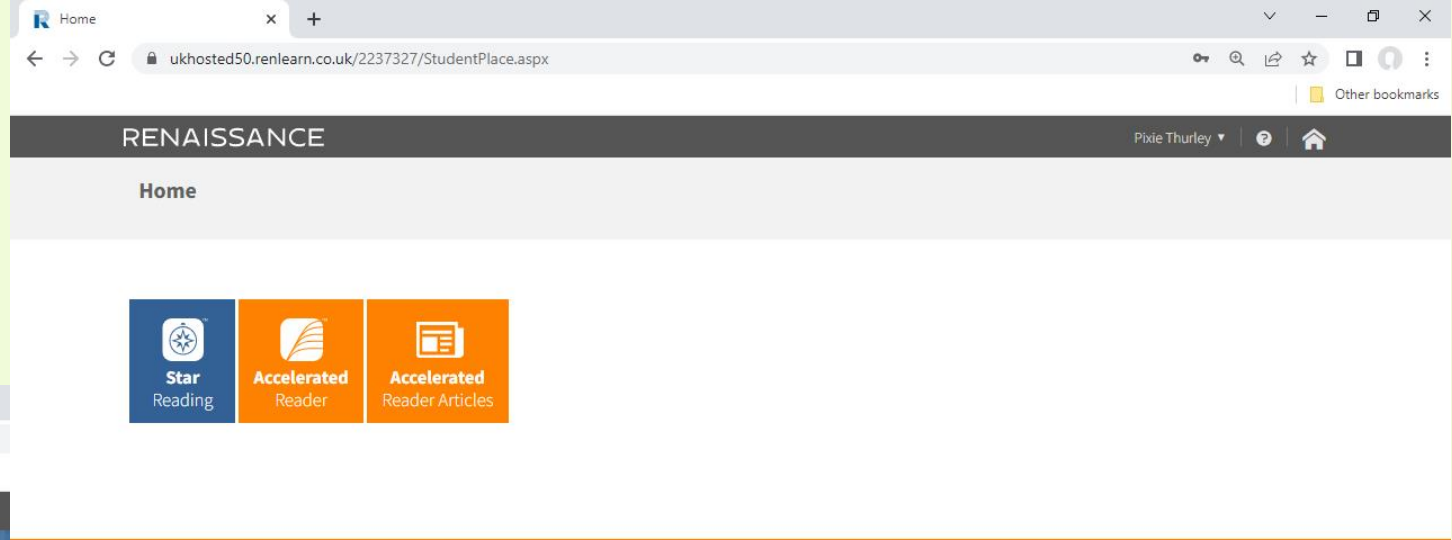 Home
ukhosted50.renlearn.co.uk/2237327/StudentPlace.aspx
Other bookmarks
RENAISSANCE
Pixie Thurley
Home
Star
Reading
Accelerated
Reader
Accelerated
Reader Articles